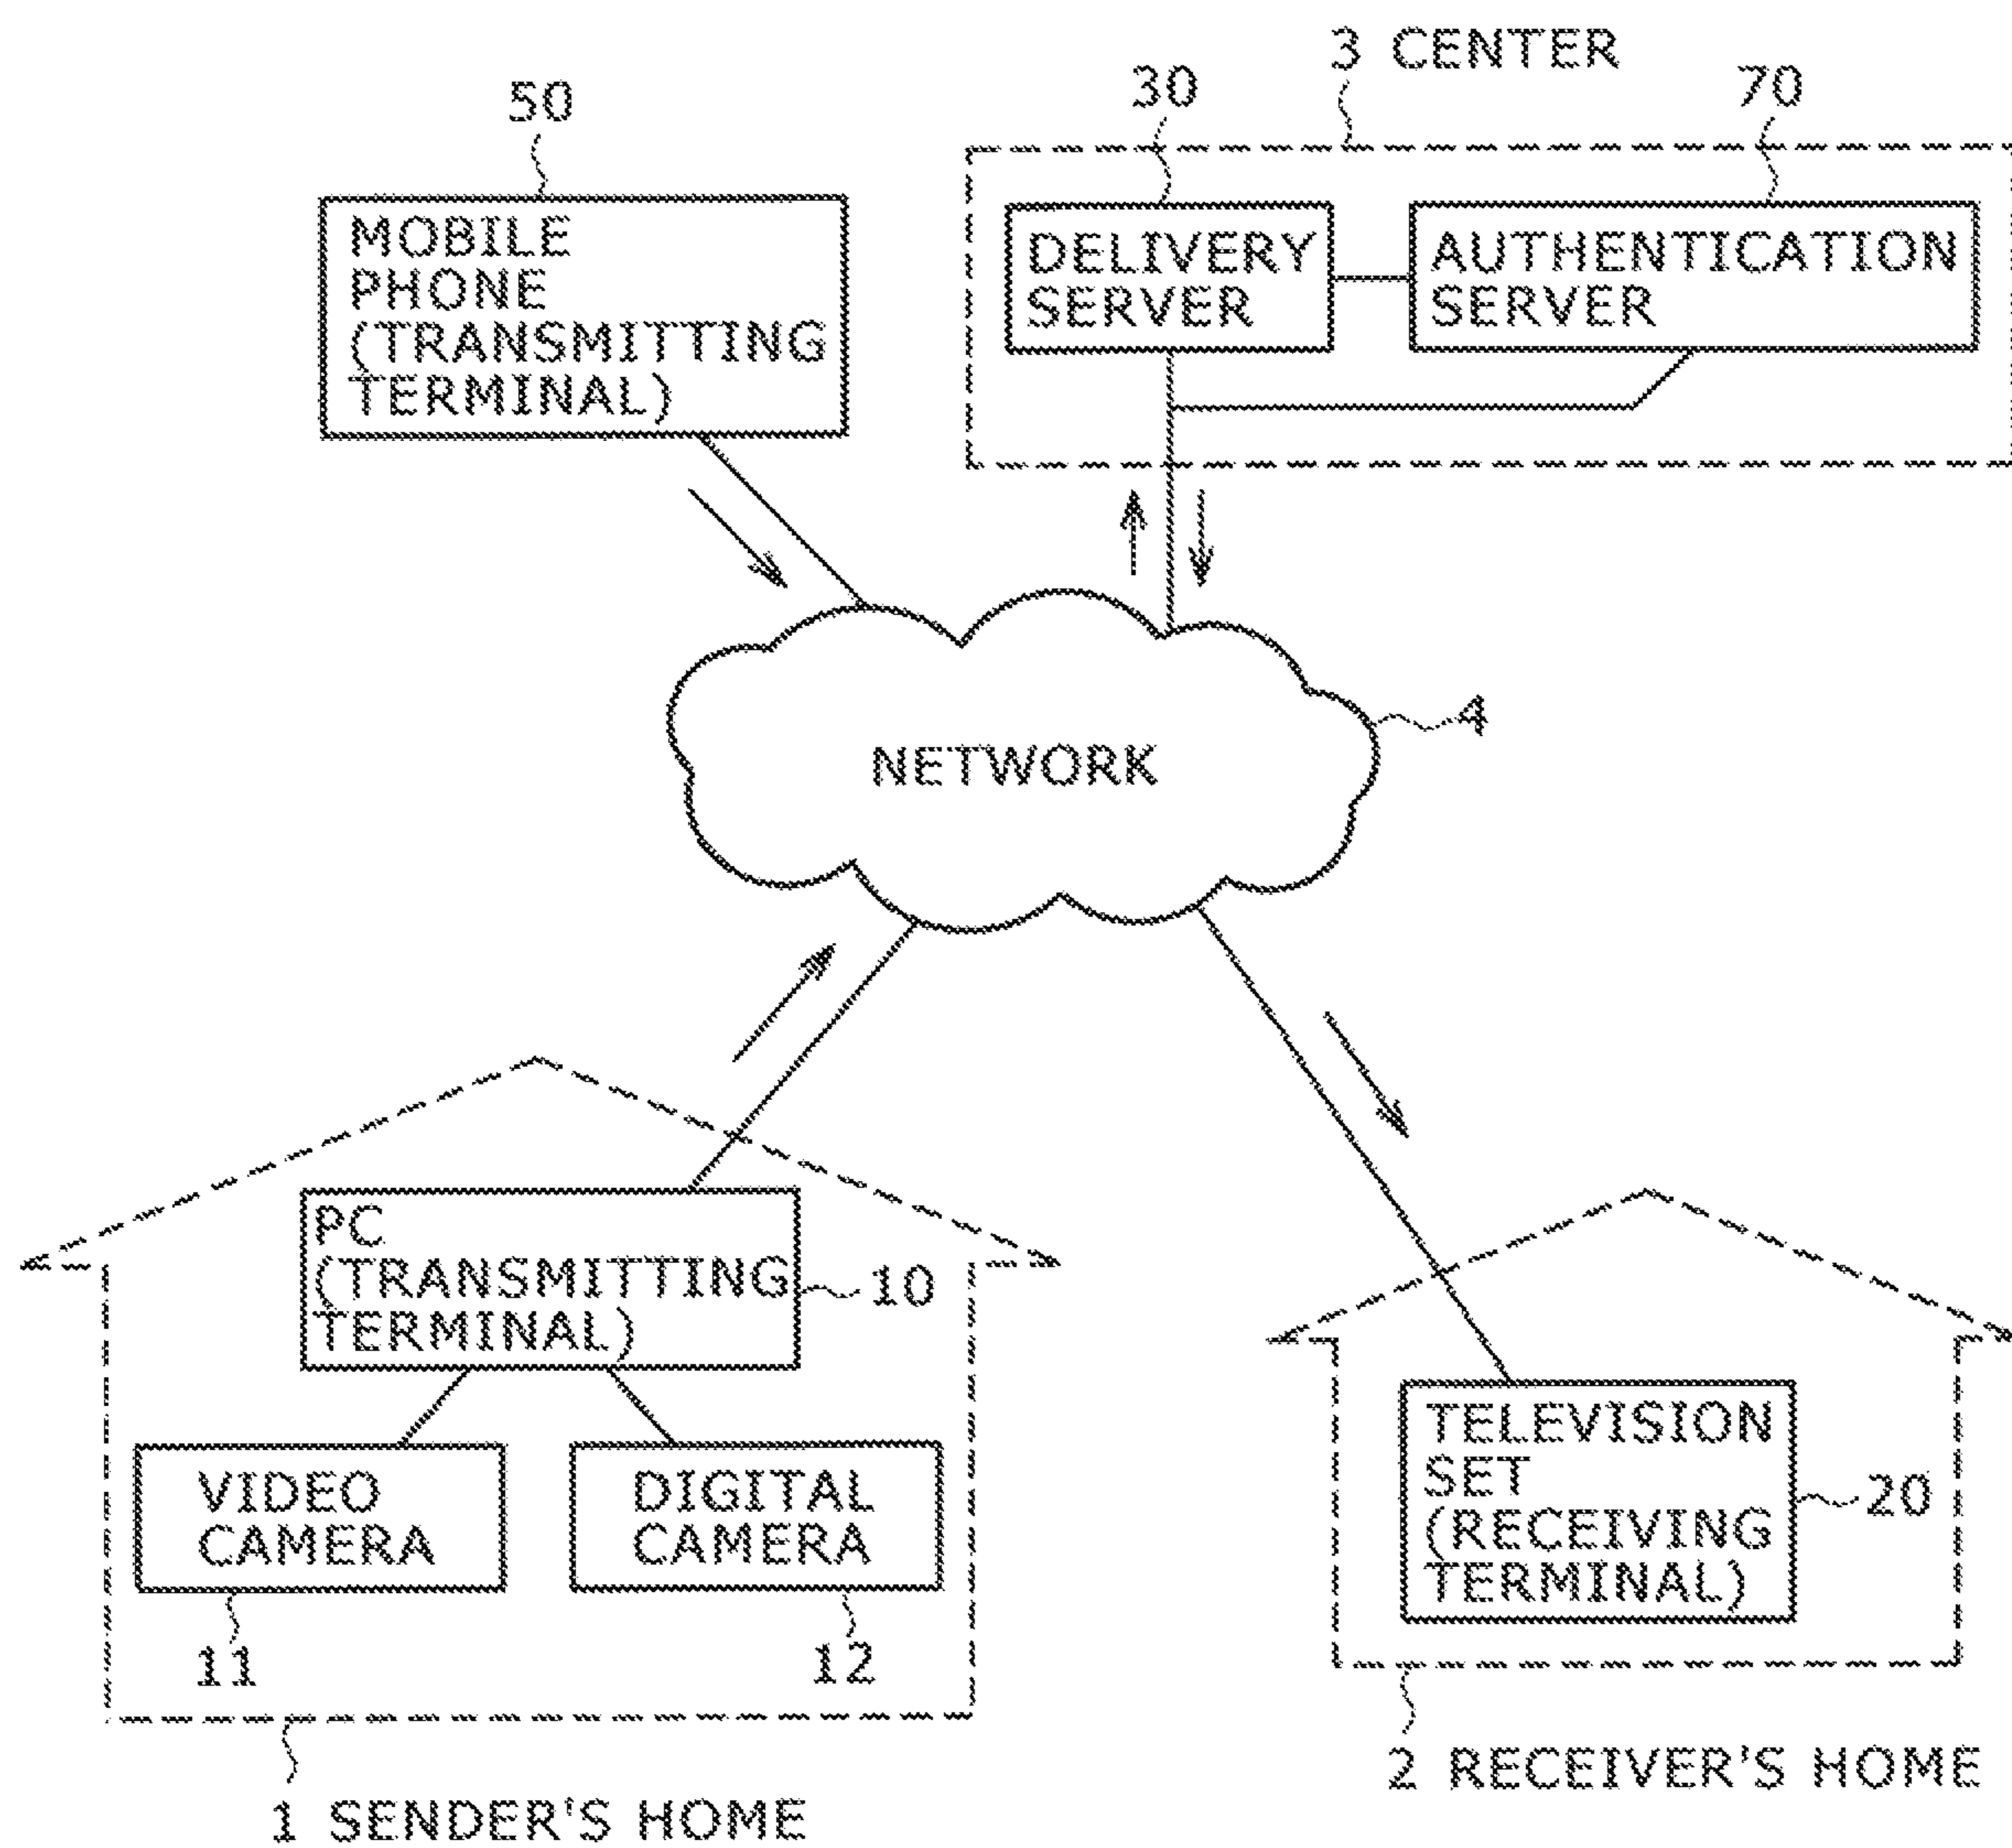 3 CENTER
50
30
70
MOBILE
PHONE
(TRANSMITTING
TERMINAL)
DELIVERY
SERVER
AUTHENTICATION
SERVER
NETWORK
4
PC
(TRANSMITTING
TERMINAL)
10
VIDEO
CAMERA
DIGITAL
CAMERA
11
12
1 SENDER'S HOME
TELEVISION
SET
(RECEIVING
TERMINAL)
20
2 RECEIVER'S HOME